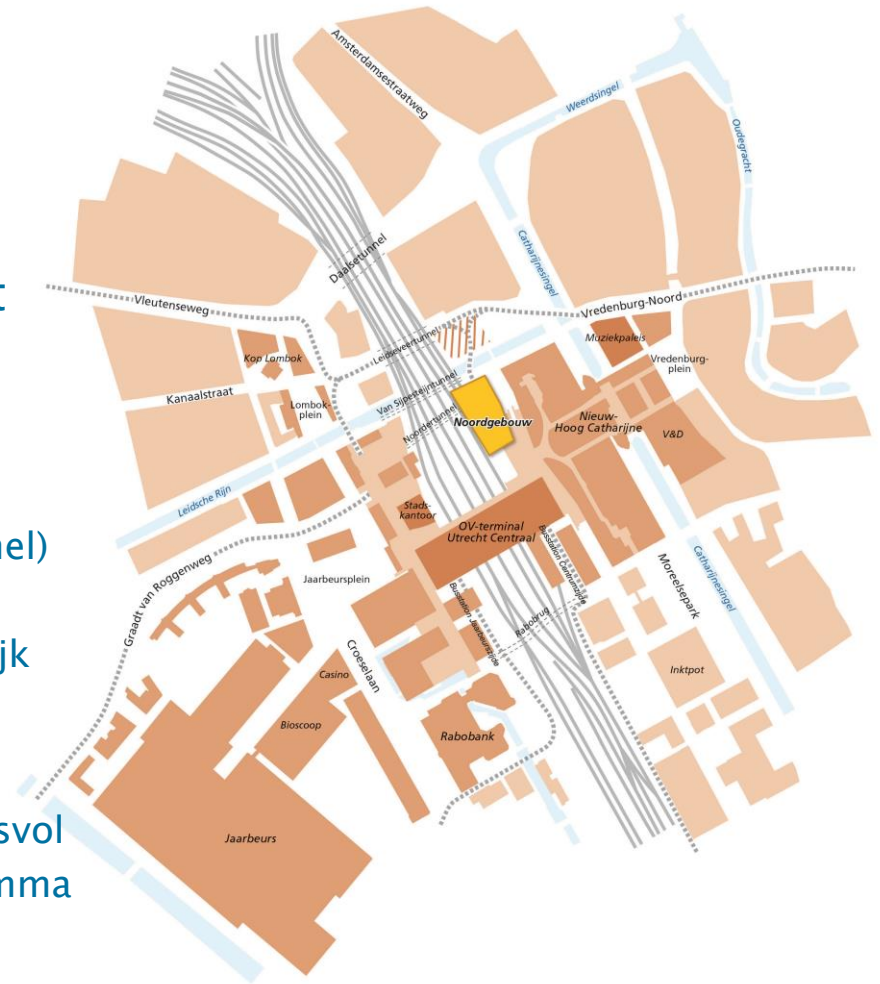 Amsterdamsestraatweg
Weerdsingel
Oudegracht
Catharijnesingel
Daalsetunnel
t
Vleutenseweg
Vredenburg-Noord
Leidseveertunnel
Muziekpaleis
Kop Lombok
Vredenburg-
plein
Van Sijpesteijntunnel
Kanaalstraat
Lombok-
plein
Noordertunnel
Noordgebouw
Nieuw-
Hoog Catharijne
V&D
Leidsche Rijn
Stads-
kantoor
OV-terminal
Utrecht Centraal
nel)
Busstation Centrumzijde
Catharijnesingel
Moreelsepark
Graadt van Roggenweg
Jaarbeursplein
Busstation Jaarbeurszijde
Rabobrug
jk
Croeselaan
Inktpot
Casino
Bioscoop
Rabobank
svol
Jaarbeurs
mma